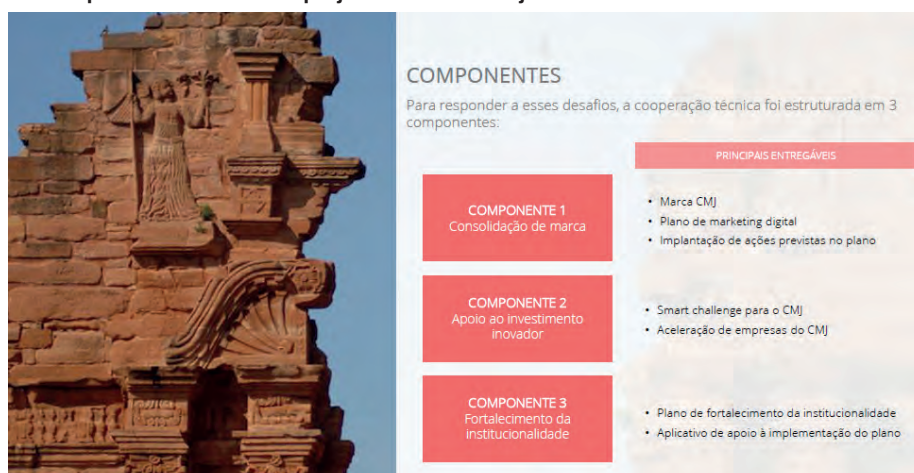 COMPONENTES
Para responder a esses desafios, a cooperação técnica foi estruturada em 3
componentes:
PRINCIPAIS ENTREGÁVEIS
COMPONENTE 1
Consolidação de marca
• Marca CMJ
• Plano de marketing digital
• Implantação de ações previstas no plano
COMPONENTE 2
Apoio ao investimento
inovador
• Smart challenge para o CMJ
• Aceleração de empresas do CMJ
COMPONENTE 3
Fortalecimento da
institucionalidade
• Plano de fortalecimento da institucionalidade
• Aplicativo de apoio à implementação do plano